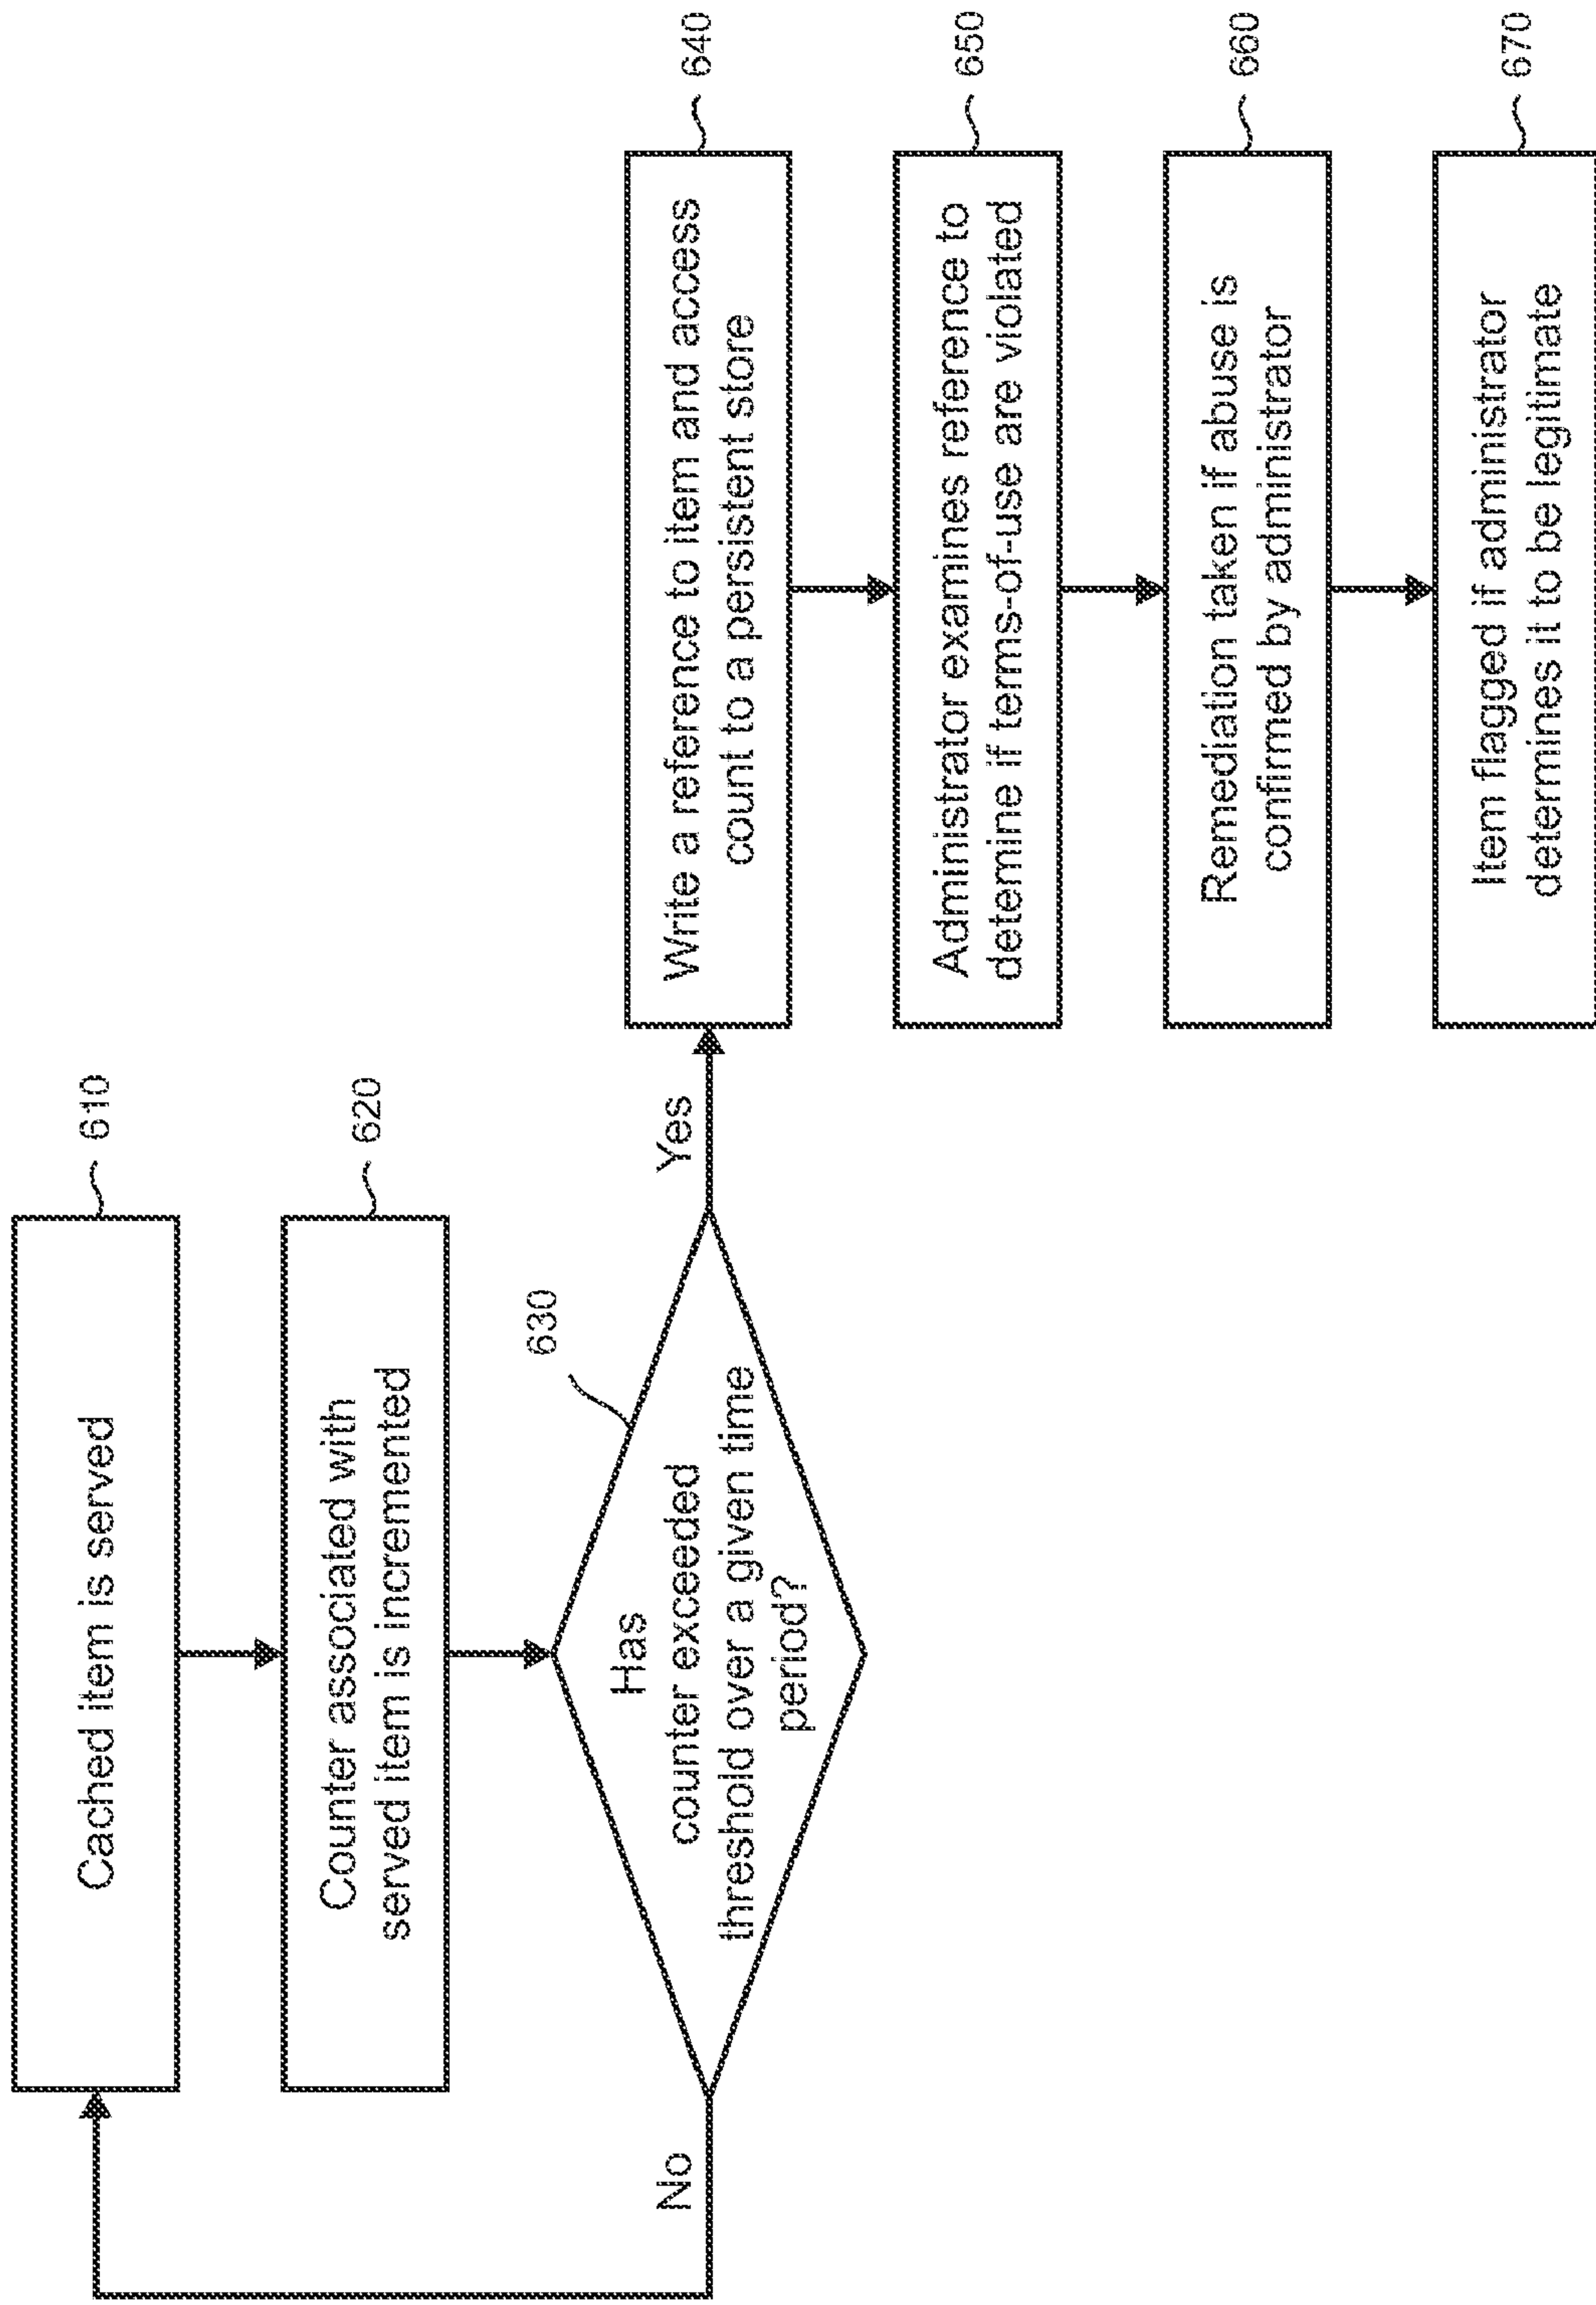 Cached item is served
610
Counter associated with
served item is incremented
620
Has
counter exceeded
threshold over a given time
period?
630
No
Yes
Write a reference to item and access
count to a persistent store
640
Administrator examines reference to
detemine if terms-of-use are violated
650
Remediation taken if abuse is
confirmed by administrator
660
Item flagged if administrator
determines it to be legitimate
670